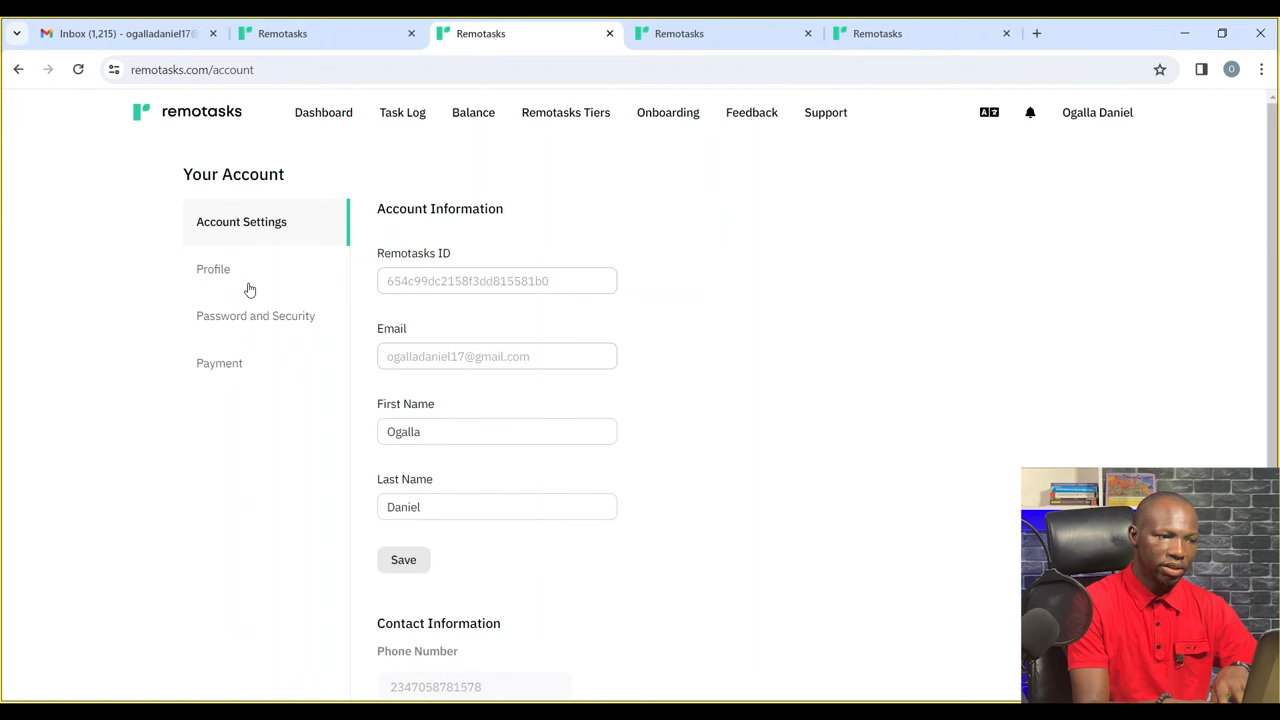 Inbox (1,215) - ogalladaniel17@
Remotasks
Remotasks
Remotasks
Remotasks
remotasks.com/account
O
remotasks
Dashboard
Task Log
Balance
Remotasks Tiers
Onboarding
Feedback
Support
Ogalla Daniel
Your Account
Account Settings
Profile
Password and Security
Payment
Account Information
Remotasks ID
654c99dc2158f3dd815581b0
Email
ogalladaniel17@gmail.com
First Name
Ogalla
Last Name
Daniel
Save
Contact Information
Phone Number
2347058781578